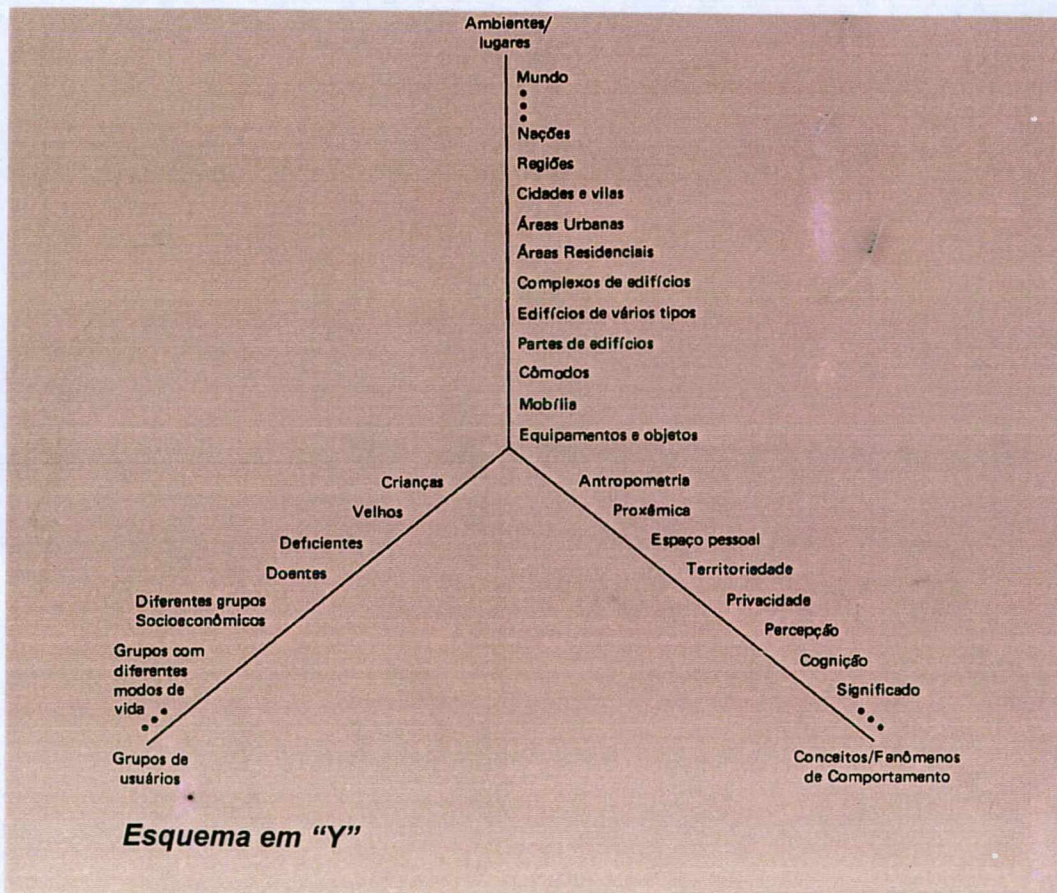 Ambientes/
lugares
Mundo
Nações
Regiões
Cidades e vilas
Áreas Urbanas
Áreas Residenciais
Complexos de edifícios
Edifícios de vários tipos
Partes de edifícios
Cômodos
Mobília
Equipamentos e objetos
Crianças
Velhos
Deficientes
Doentes
Diferentes grupos
Socioeconômicos
Grupos com
diferentes
modos de
vida
Grupos de
usuários
Antropometria
Proxêmica
Espaço pessoal
Territoriedade
Privacidade
Percepção
Cognição
Significado
Conceitos/Fenômenos
de Comportamento
Esquema em “Y”